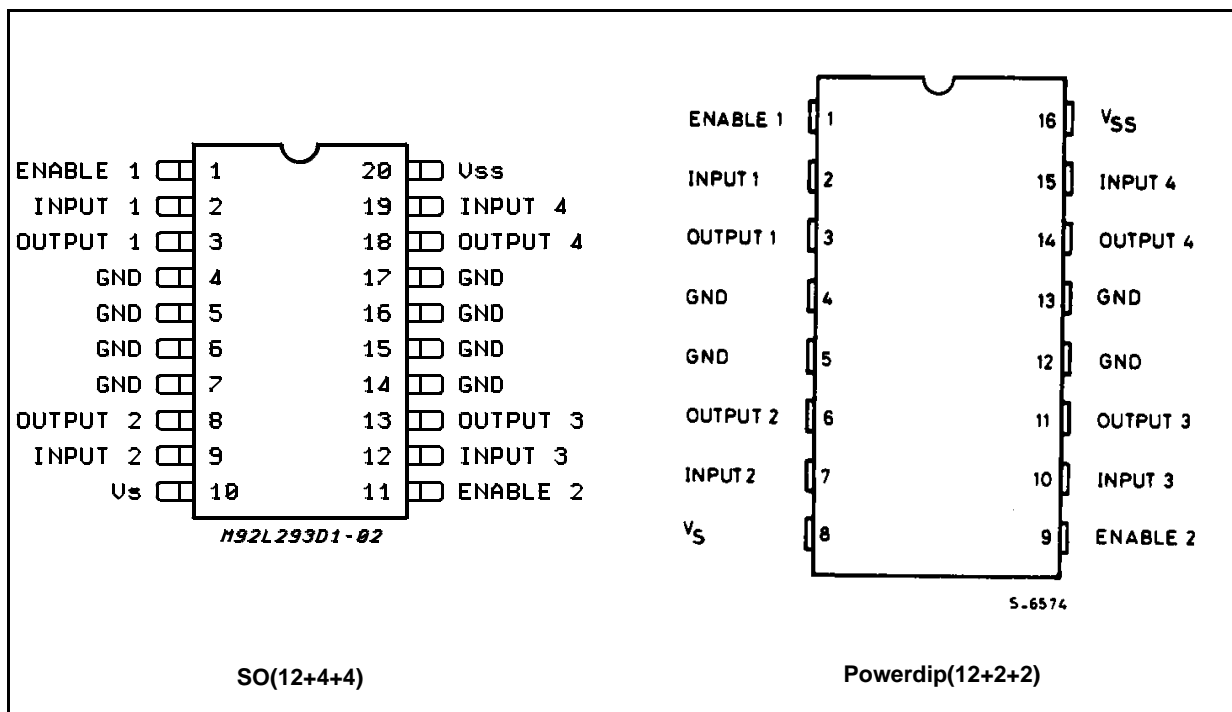 ENABLE 1 1 20 Vss
INPUT 1 2 19 INPUT 4
OUTPUT 1 3 18 OUTPUT 4
GND 4 17 GND
GND 5 16 GND
GND 6 15 GND
GND 7 14 GND
OUTPUT 2 8 13 OUTPUT 3
INPUT 2 9 12 INPUT 3
Vs 10 11 ENABLE 2
M92L293D1-02
SO(12+4+4)
ENABLE 1 1 16 VSS
INPUT 1 2 15 INPUT 4
OUTPUT 1 3 14 OUTPUT 4
GND 4 13 GND
GND 5 12 GND
OUTPUT 2 6 11 OUTPUT 3
INPUT 2 7 10 INPUT 3
VS 8 9 ENABLE 2
S-6574
Powerdip(12+2+2)